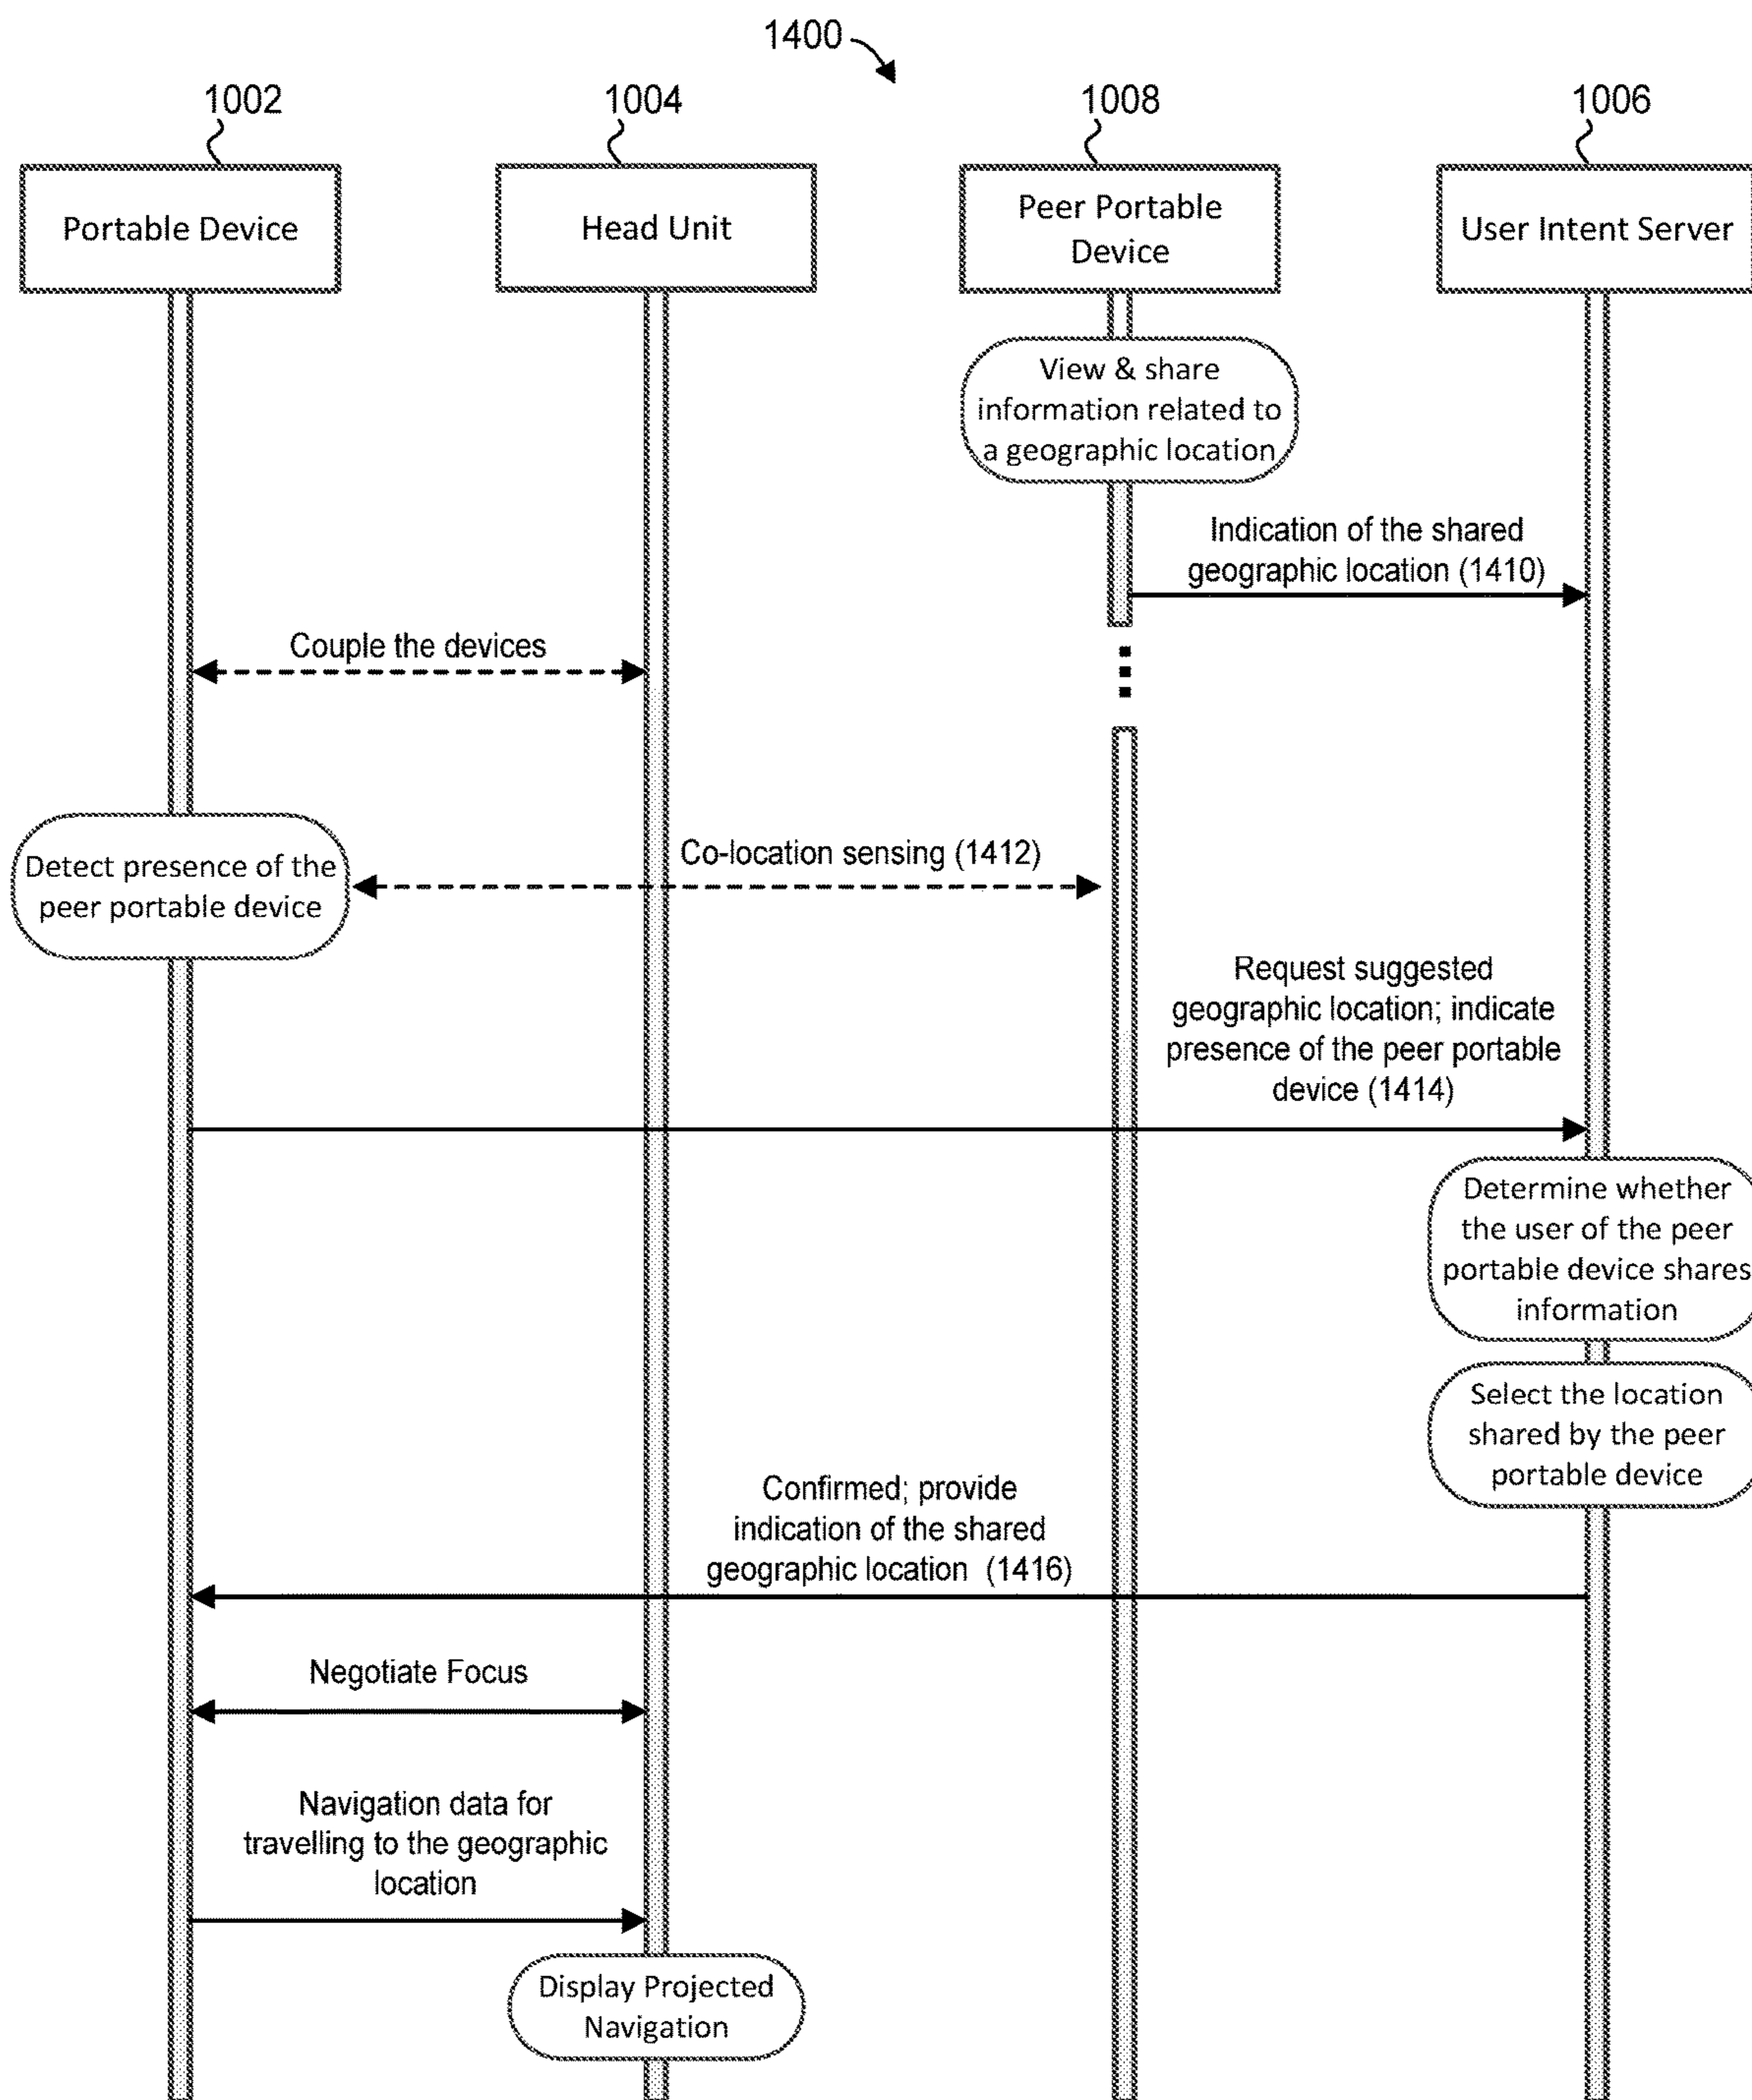 1400
1002
1004
1008
1006
Portable Device
Head Unit
Peer Portable
Device
User Intent Server
View & share
information related to
a geographic location
Indication of the shared
geographic location (1410)
Couple the devices
Co-location sensing (1412)
Detect presence of the
peer portable device
Request suggested
geographic location; indicate
presence of the peer portable
device (1414)
Determine whether
the user of the peer
portable device shares
information
Select the location
shared by the peer
portable device
Confirmed; provide
indication of the shared
geographic location (1416)
Negotiate Focus
Navigation data for
travelling to the geographic
location
Display Projected
Navigation